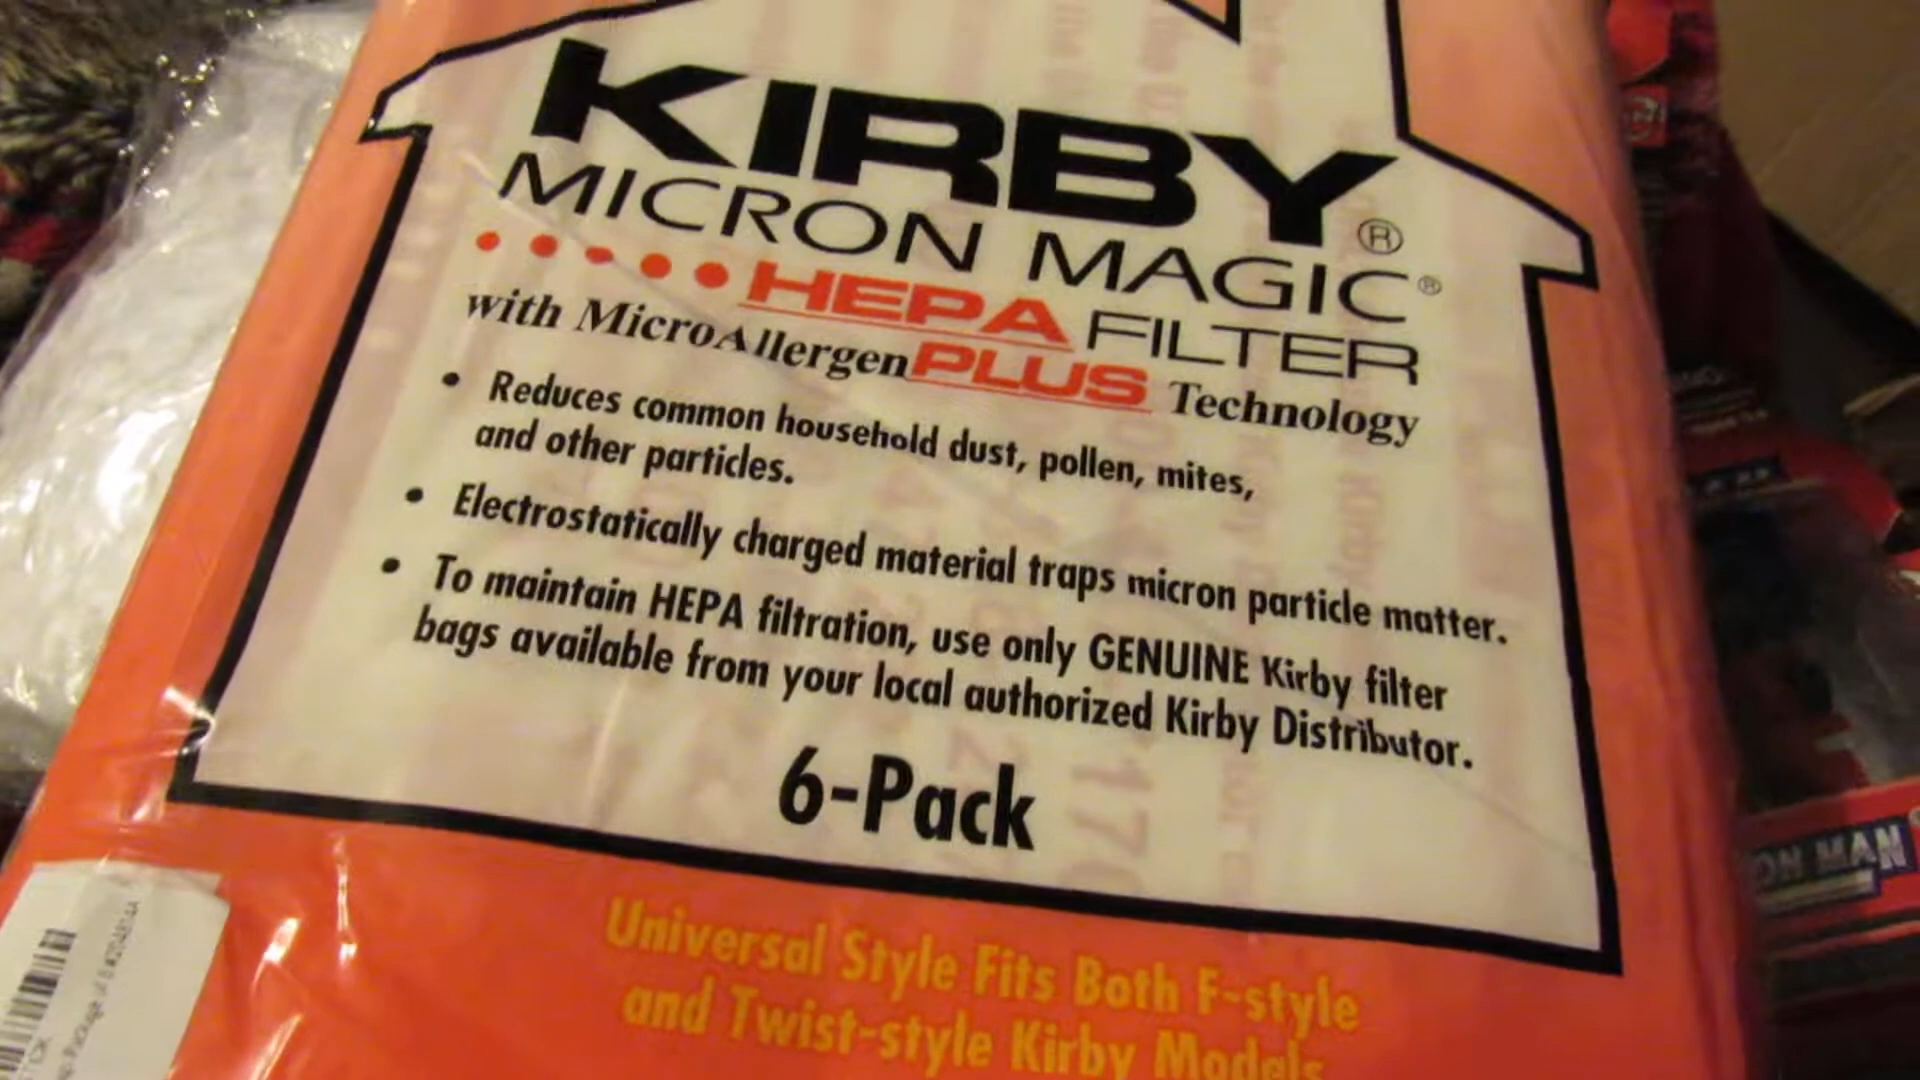 KIRBY®
MICRON MAGIC®
HEPA FILTER
with MicroAllergen PLUS Technology
• Reduces common household dust, pollen, mites,
and other particles.
• Electrostatically charged material traps micron particle matter.
• To maintain HEPA filtration, use only GENUINE Kirby filter
bags available from your local authorized Kirby Distributor.
6-Pack
Universal Style Fits Both F-style
and Twist-style Kirby Models
ON MAN